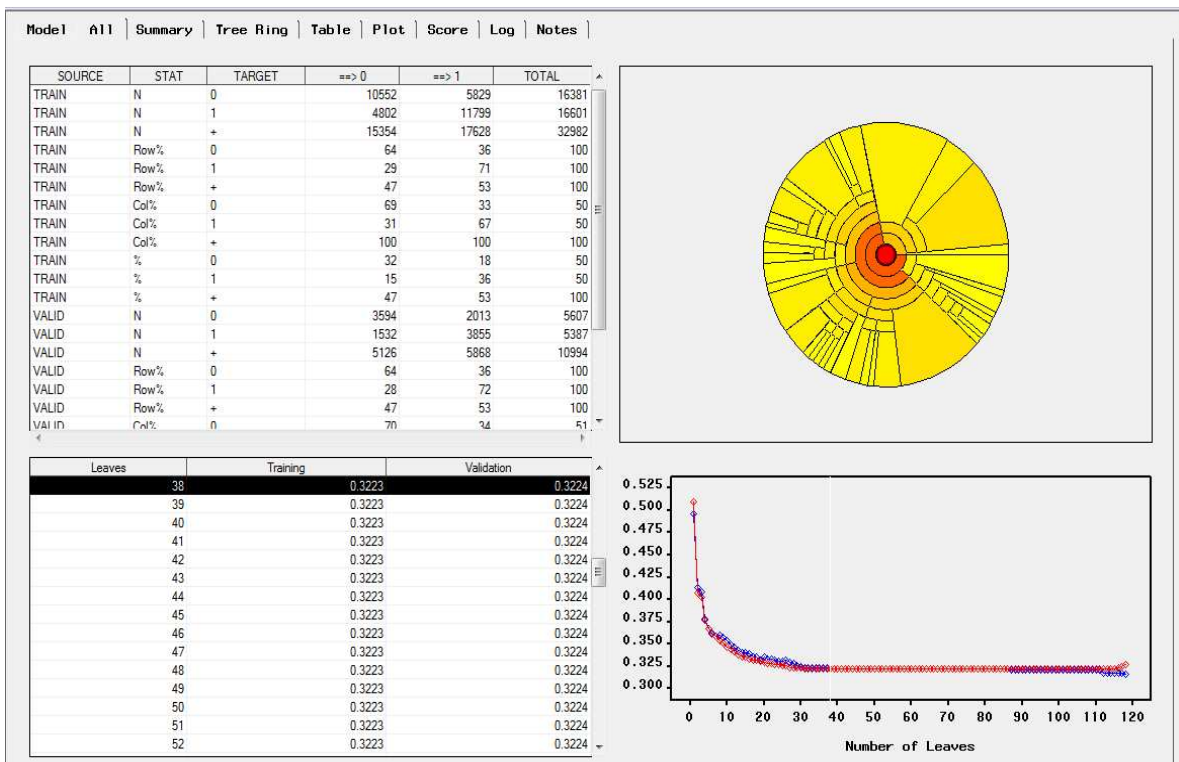 Model All Summary Tree Ring Table Plot Score Log Notes
SOURCE STAT TARGET ==> 0 ==> 1 TOTAL
TRAIN N 0 10552 5829 16381
TRAIN N 1 4802 11799 16601
TRAIN N + 15354 17628 32982
TRAIN Row% 0 64 36 100
TRAIN Row% 1 29 71 100
TRAIN Row% + 47 53 100
TRAIN Col% 0 69 33 50
TRAIN Col% 1 31 67 50
TRAIN Col% + 100 100 100
TRAIN % 0 32 18 50
TRAIN % 1 15 36 50
TRAIN % + 47 53 100
VALID N 0 3594 2013 5607
VALID N 1 1532 3855 5387
VALID N + 5126 5868 10994
VALID Row% 0 64 36 100
VALID Row% 1 28 72 100
VALID Row% + 47 53 100
VALID Col% 0 70 34 51
Leaves Training Validation
38 0.3223 0.3224
39 0.3223 0.3224
40 0.3223 0.3224
41 0.3223 0.3224
42 0.3223 0.3224
43 0.3223 0.3224
44 0.3223 0.3224
45 0.3223 0.3224
46 0.3223 0.3224
47 0.3223 0.3224
48 0.3223 0.3224
49 0.3223 0.3224
50 0.3223 0.3224
51 0.3223 0.3224
52 0.3223 0.3224
0.525
0.500
0.475
0.450
0.425
0.400
0.375
0.350
0.325
0.300
0 10 20 30 40 50 60 70 80 90 100 110 120
Number of Leaves